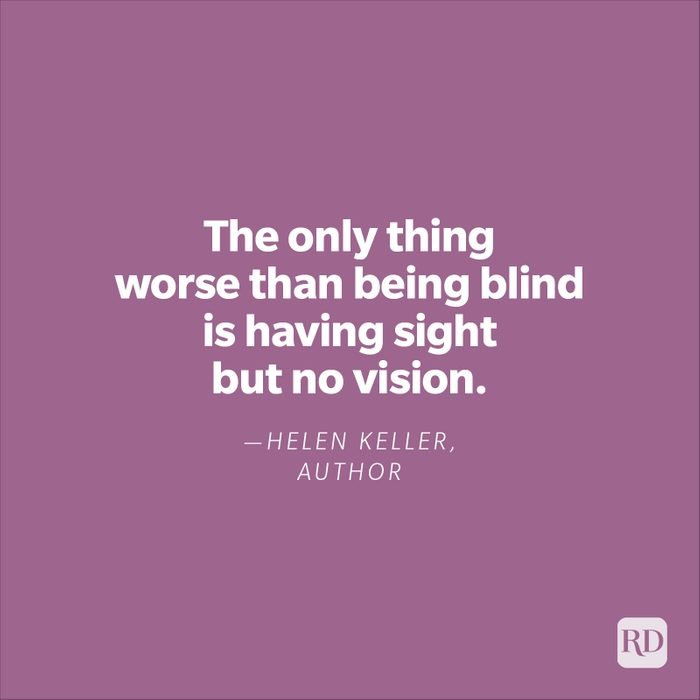 The only thing
worse than being blind
is having sight
but no vision.
—HELEN KELLER,
AUTHOR
RD